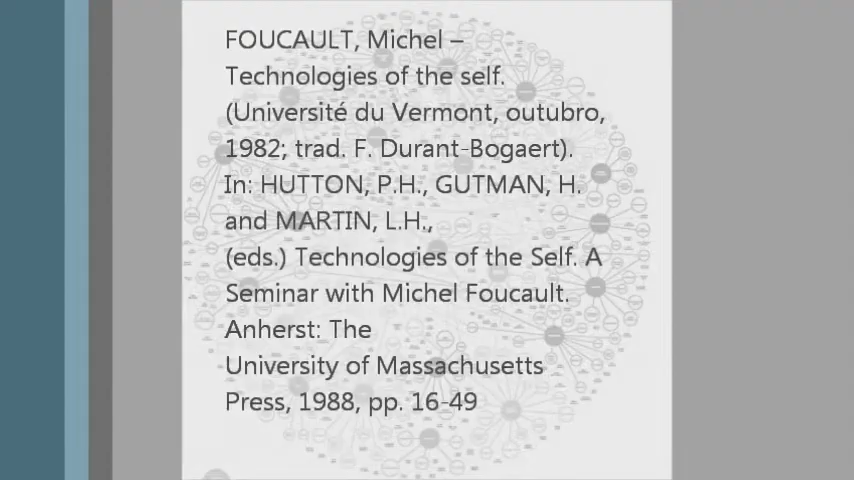 FOUCAULT, Michel –
Technologies of the self.
(Université du Vermont, outubro,
1982; trad. F. Durant-Bogaert).
In: HUTTON, P.H., GUTMAN, H.
and MARTIN, L.H.,
(eds.) Technologies of the Self. A
Seminar with Michel Foucault.
Anherst: The
University of Massachusetts
Press, 1988, pp. 16-49